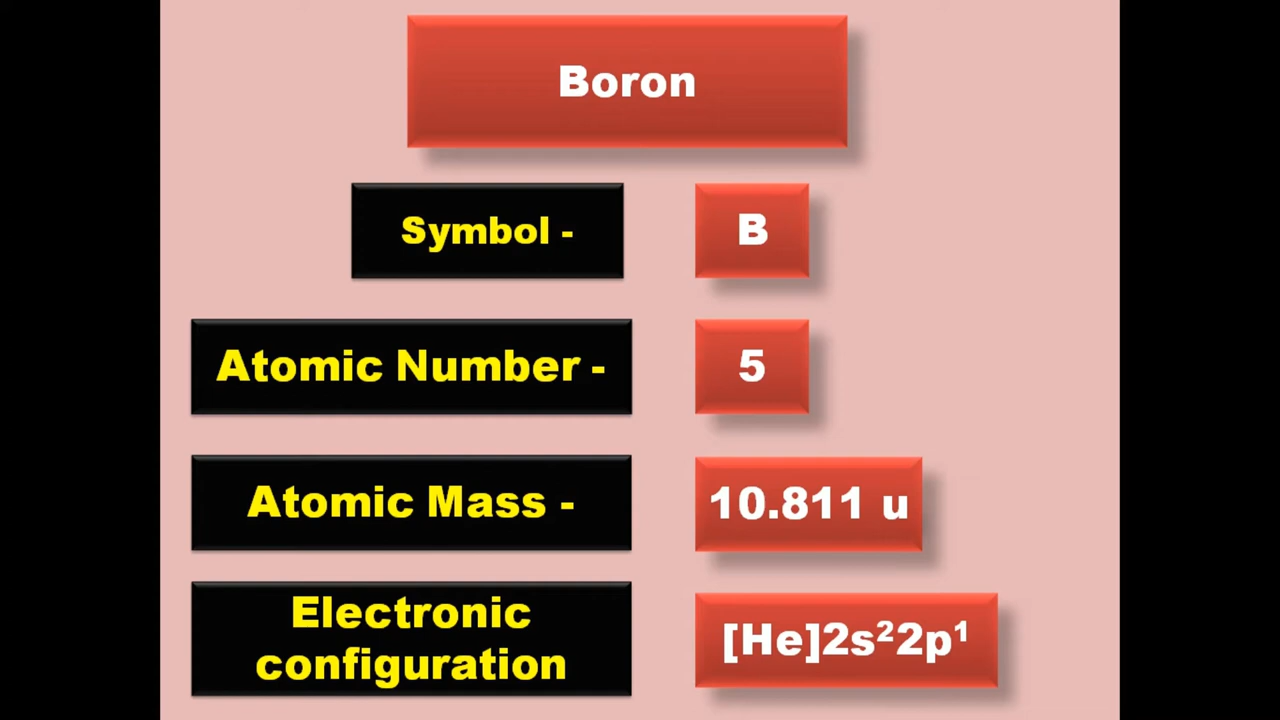 Boron
Symbol - B
Atomic Number - 5
Atomic Mass - 10.811 u
Electronic
configuration
[He]2s²2p¹